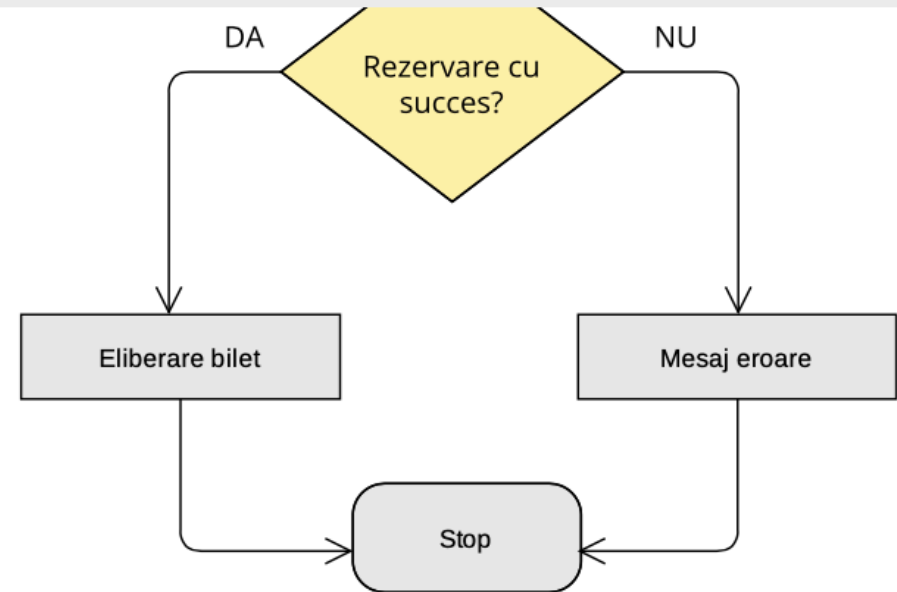 DA
NU
Rezervare cu
succes?
Eliberare bilet
Mesaj eroare
Stop